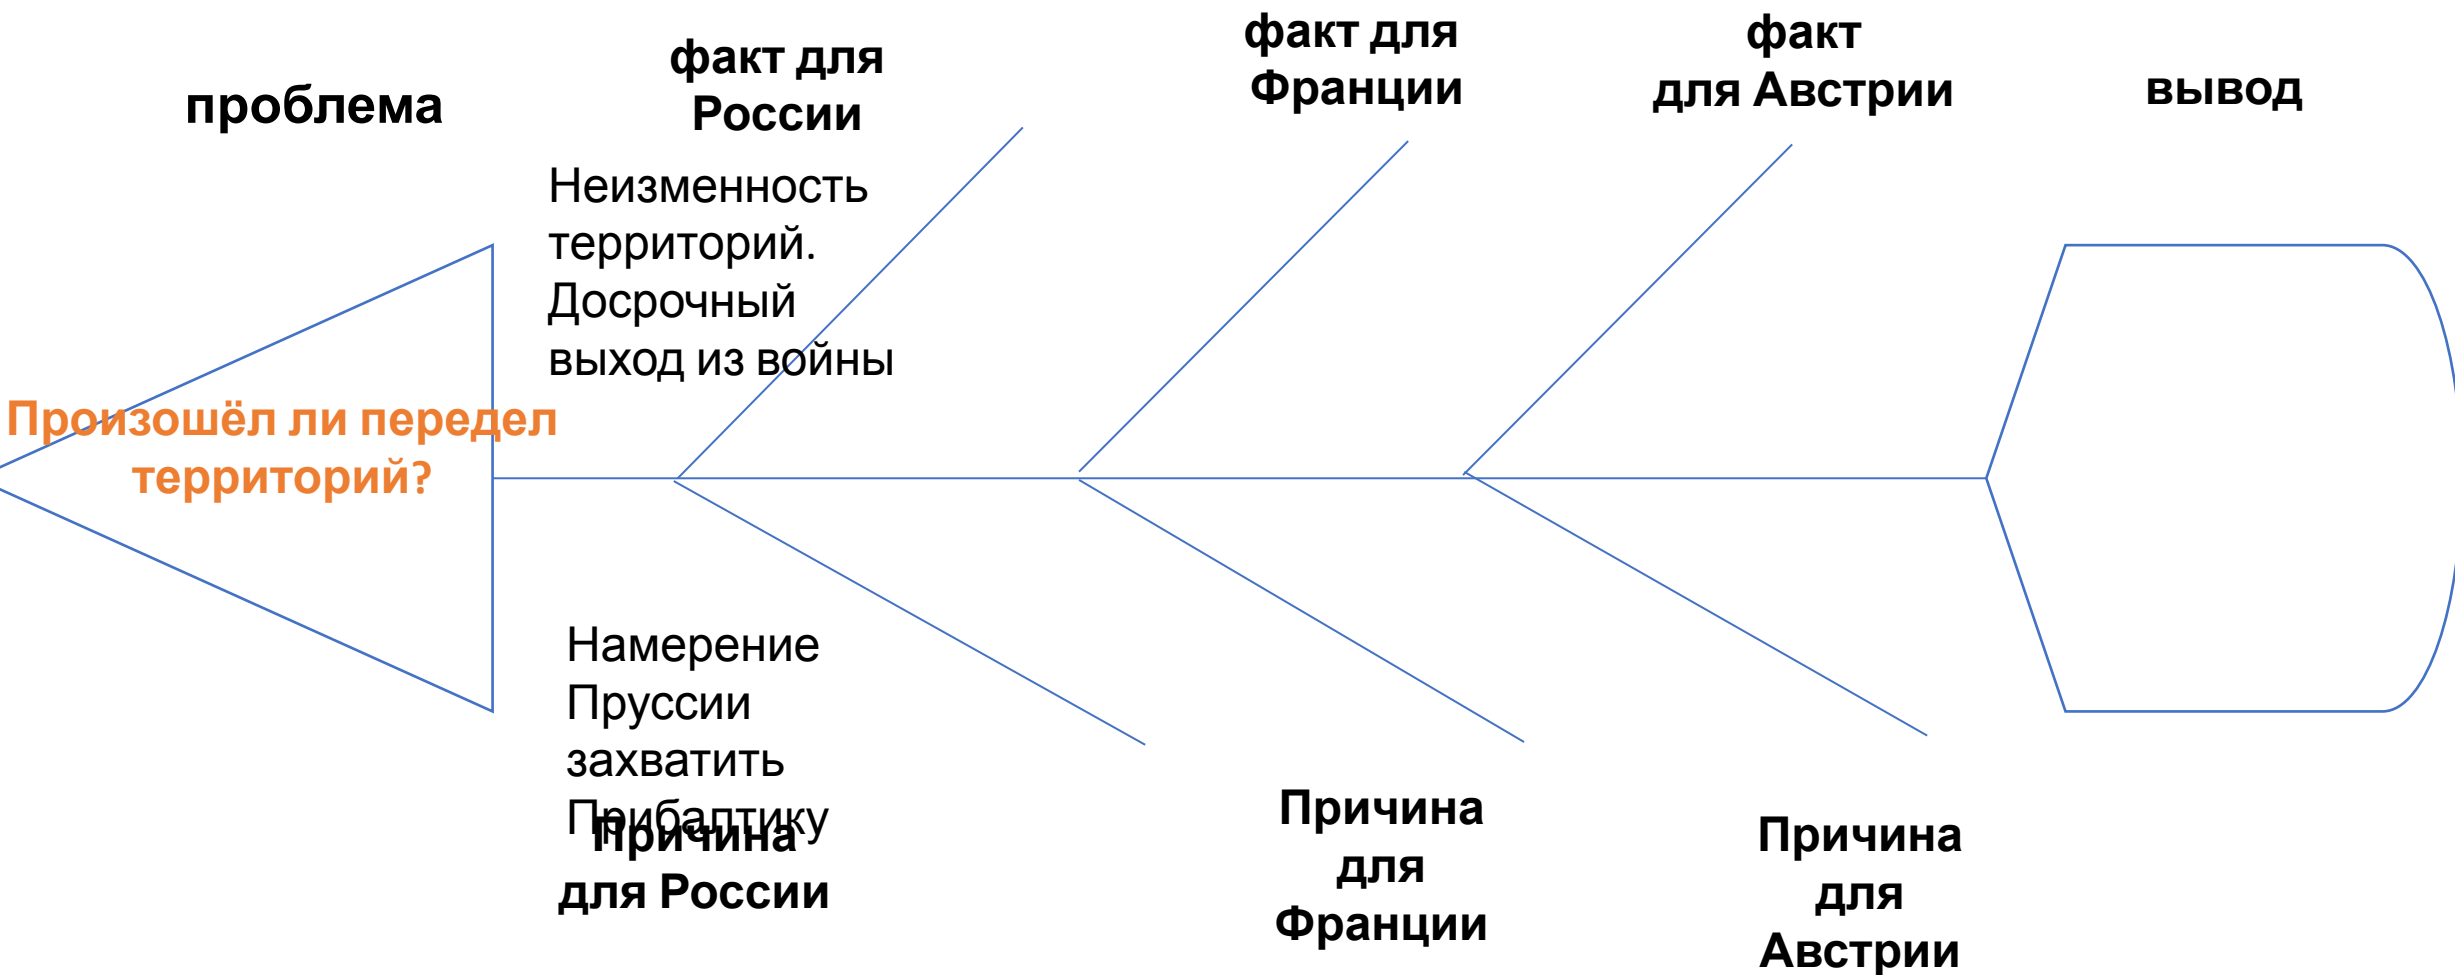 проблема
факт для
России
факт для
Франции
факт
для Австрии
вывод
Неизменность
территорий.
Досрочный
выход из войны
Произошёл ли передел
территорий?
Намерение
Пруссии
захватить
Прибалтику
Причина
для России
Причина
для
Франции
Причина
для
Австрии